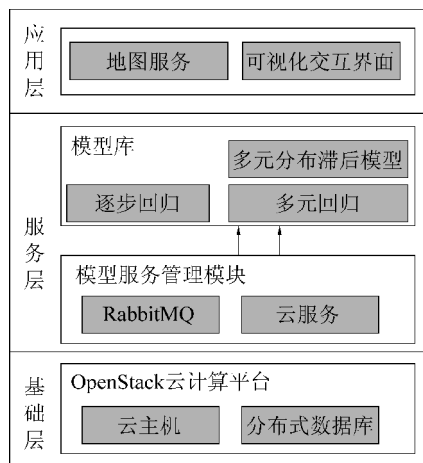 应用层
地图服务 可视化交互界面
服务层
模型库
多元分布滞后模型
逐步回归 多元回归
模型服务管理模块
RabbitMQ 云服务
基础层
OpenStack云计算平台
云主机 分布式数据库